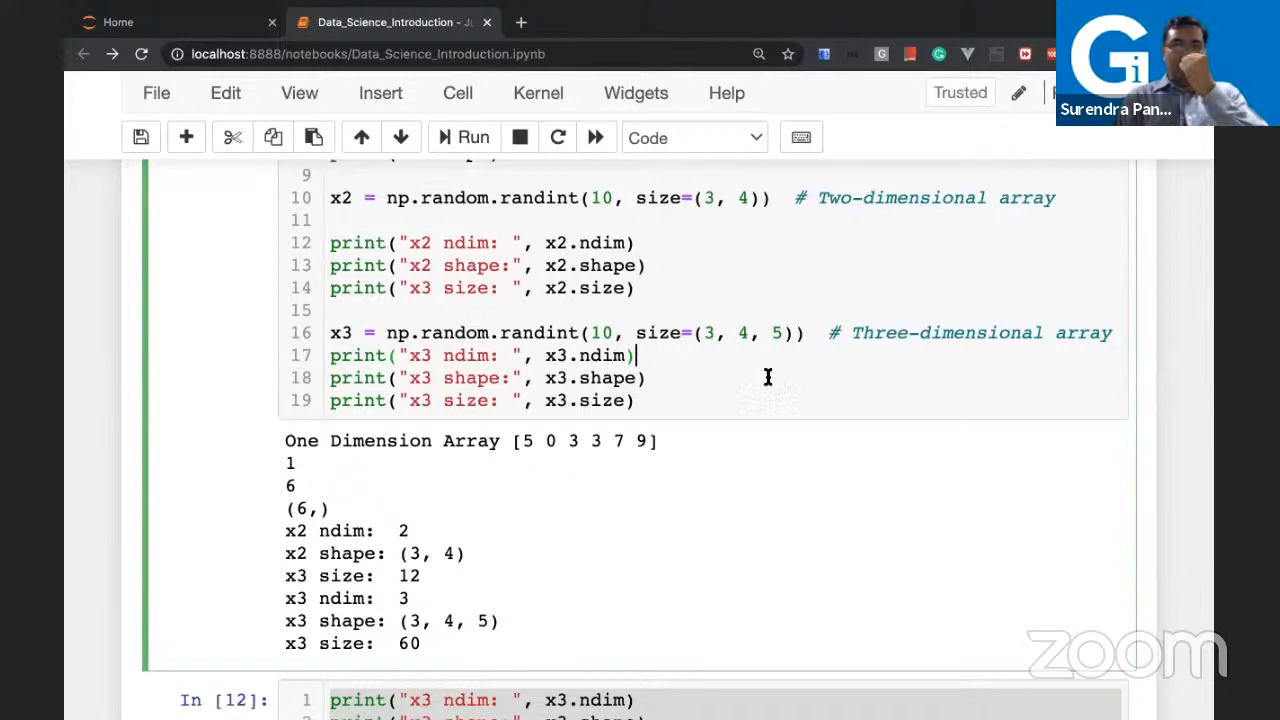 Home
Data_Science_Introduction - Ju
localhost:8888/notebooks/Data_Science_Introduction.ipynb
Gi
Surendra Pan...
File Edit View Insert Cell Kernel Widgets Help Trusted
Run Code
9
10 x2 = np.random.randint(10, size=(3, 4)) # Two-dimensional array
11
12 print("x2 ndim: ", x2.ndim)
13 print("x2 shape:", x2.shape)
14 print("x3 size: ", x2.size)
15
16 x3 = np.random.randint(10, size=(3, 4, 5)) # Three-dimensional array
17 print("x3 ndim: ", x3.ndim)
18 print("x3 shape:", x3.shape)
19 print("x3 size: ", x3.size)
One Dimension Array [5 0 3 3 7 9]
1
6
(6,)
x2 ndim: 2
x2 shape: (3, 4)
x3 size: 12
x3 ndim: 3
x3 shape: (3, 4, 5)
x3 size: 60
zoom
In [12]: 1 print("x3 ndim: ", x3.ndim)